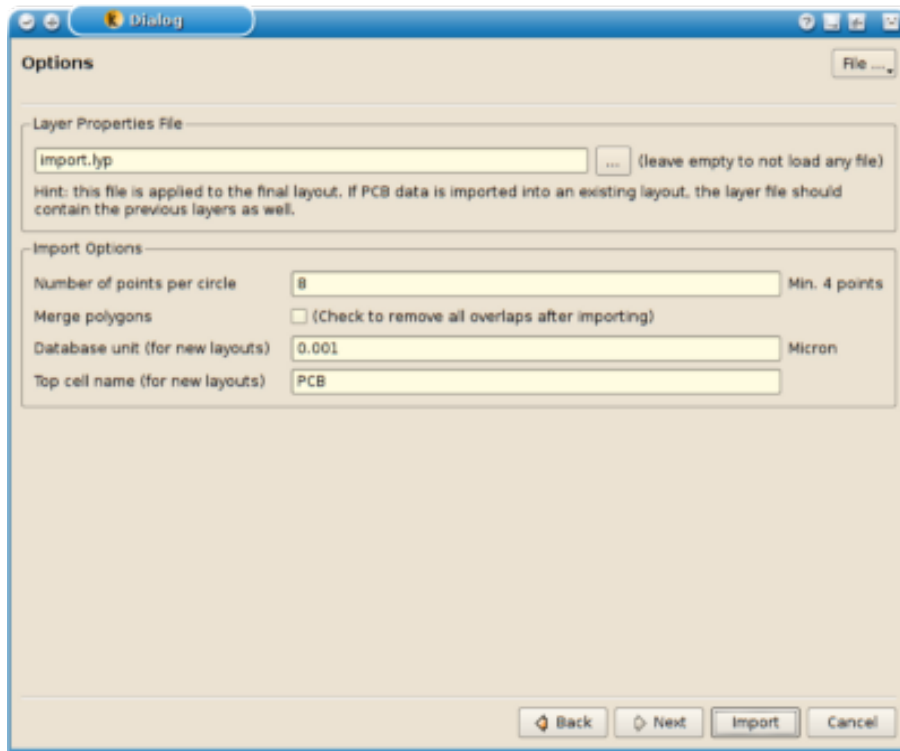 Dialog
Options
File ...
Layer Properties File
import.lyp
... (leave empty to not load any file)
Hint: this file is applied to the final layout. If PCB data is imported into an existing layout, the layer file should
contain the previous layers as well.
Import Options
Number of points per circle 8 Min. 4 points
Merge polygons (Check to remove all overlaps after importing)
Database unit (for new layouts) 0.001 Micron
Top cell name (for new layouts) PCB
Back Next Import Cancel